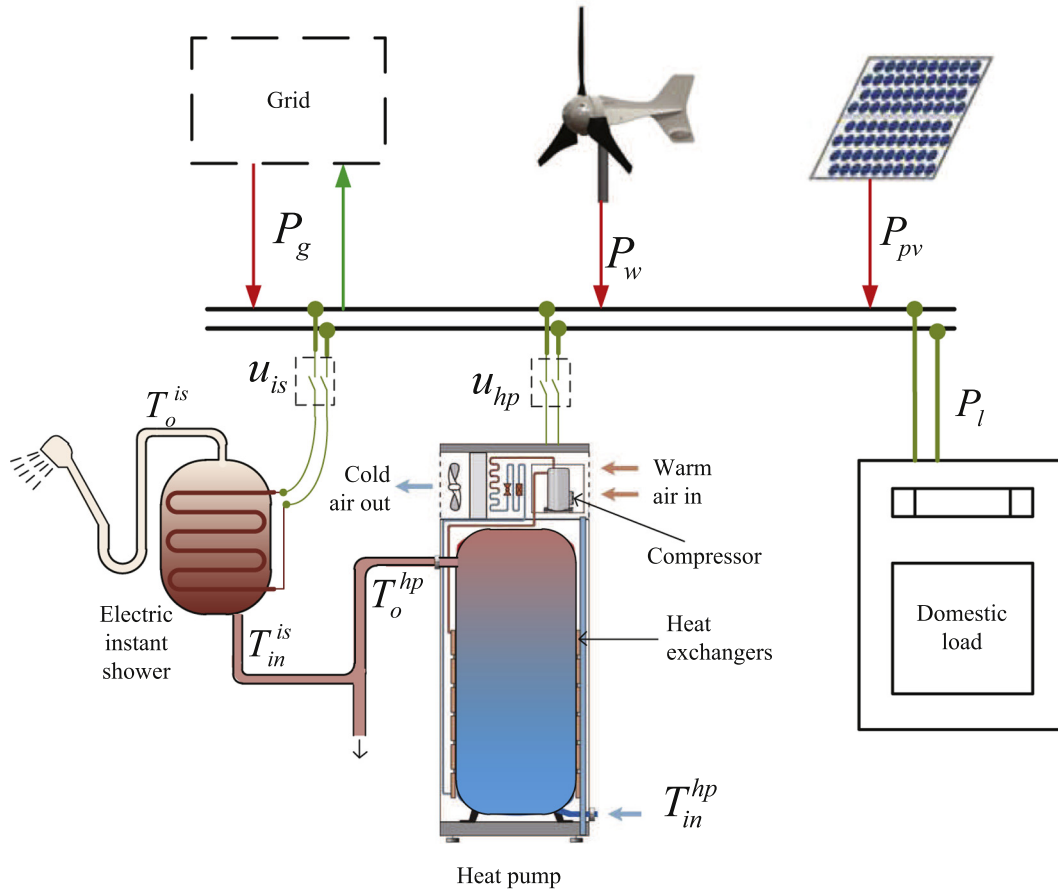 Grid
P_g
P_w
P_pv
u_is
u_hp
T_o^is
P_l
Cold
air out
Warm
air in
Compressor
T_o^hp
Electric
instant
shower
T_in^is
Heat
exchangers
Domestic
load
T_in^hp
Heat pump